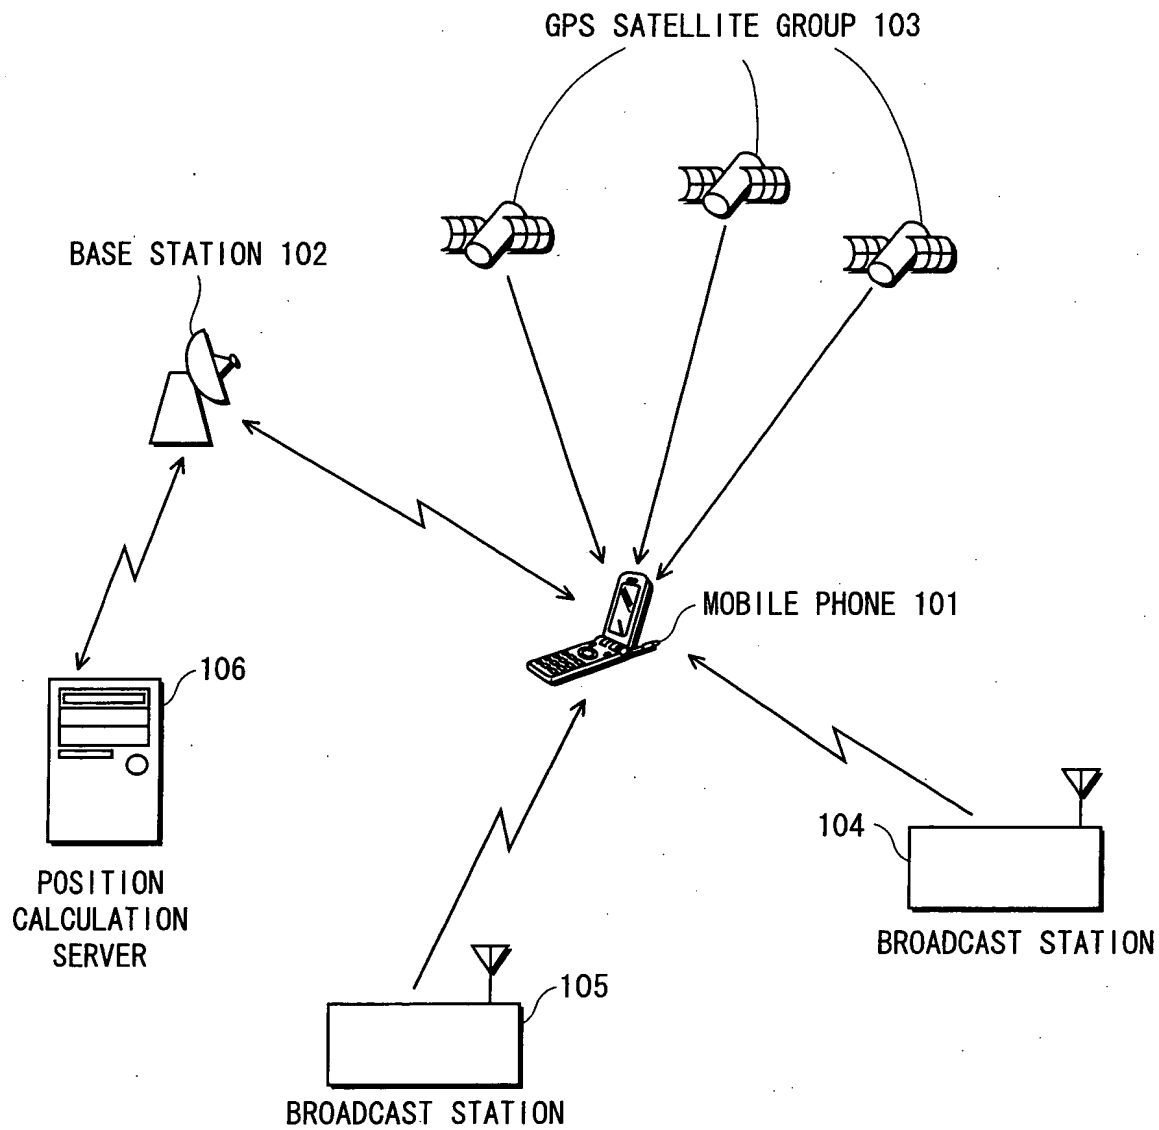 GPS SATELLITE GROUP 103
BASE STATION 102
MOBILE PHONE 101
106
POSITION
CALCULATION
SERVER
104
BROADCAST STATION
105
BROADCAST STATION